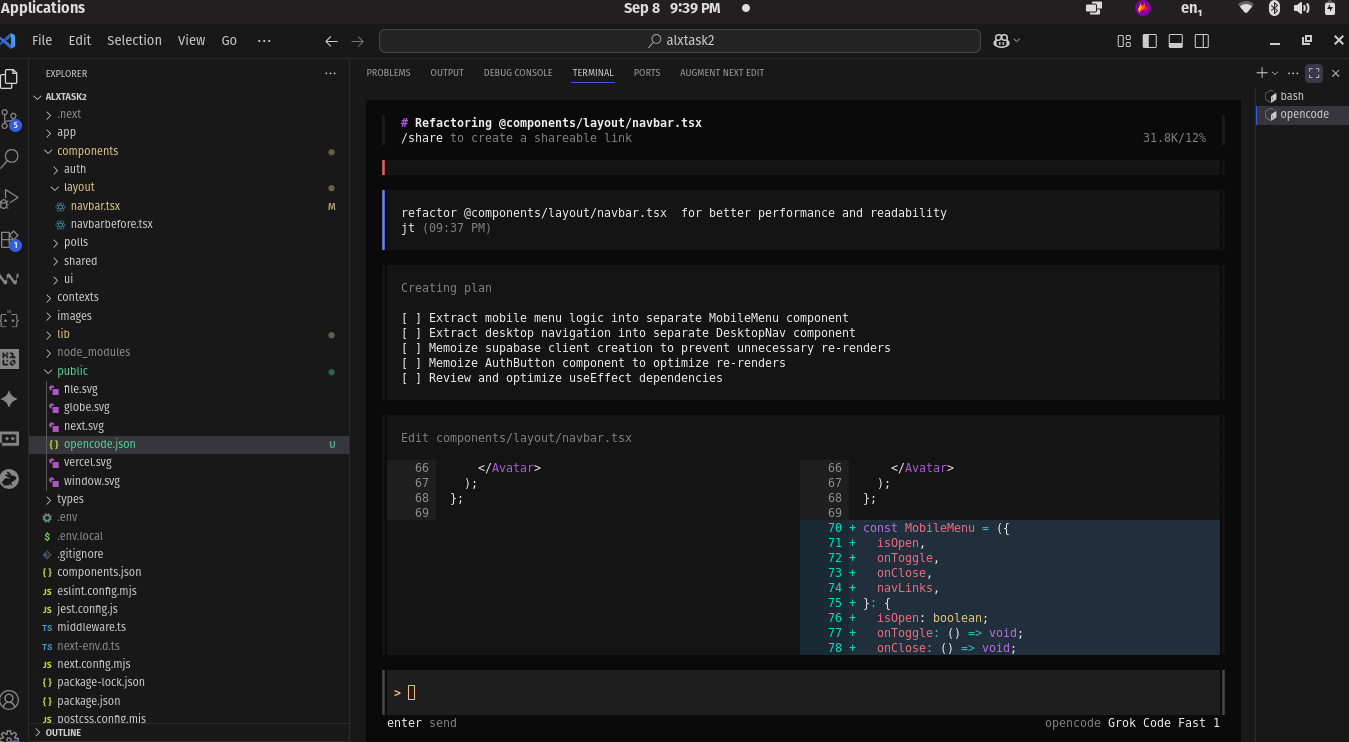 Applications
Sep 8 9:39 PM
en1
File Edit Selection View Go ···
alxtask2
EXPLORER
ALXTASK2
.next
app
components
auth
layout
navbar.tsx M
navbarbefore.tsx
polls
shared
ui
contexts
images
lib
node_modules
public
file.svg
globe.svg
next.svg
{} opencode.json U
vercel.svg
window.svg
types
.env
$ .env.local
.gitignore
{} components.json
JS eslint.config.mjs
JS jest.config.js
TS middleware.ts
TS next-env.d.ts
JS next.config.mjs
{} package-lock.json
{} package.json
JS postcss.config.mjs
OUTLINE
5
1
PROBLEMS OUTPUT DEBUG CONSOLE TERMINAL PORTS AUGMENT NEXT EDIT
# Refactoring @components/layout/navbar.tsx
/share to create a shareable link 31.8K/12%
refactor @components/layout/navbar.tsx for better performance and readability
jt (09:37 PM)
Creating plan
[ ] Extract mobile menu logic into separate MobileMenu component
[ ] Extract desktop navigation into separate DesktopNav component
[ ] Memoize supabase client creation to prevent unnecessary re-renders
[ ] Memoize AuthButton component to optimize re-renders
[ ] Review and optimize useEffect dependencies
Edit components/layout/navbar.tsx
66 </Avatar>
67 );
68 };
69
66 </Avatar>
67 );
68 };
69
70 + const MobileMenu = ({
71 + isOpen,
72 + onToggle,
73 + onClose,
74 + navLinks,
75 + }: {
76 + isOpen: boolean;
77 + onToggle: () => void;
78 + onClose: () => void;
>
enter send
opencode Grok Code Fast 1
bash
opencode